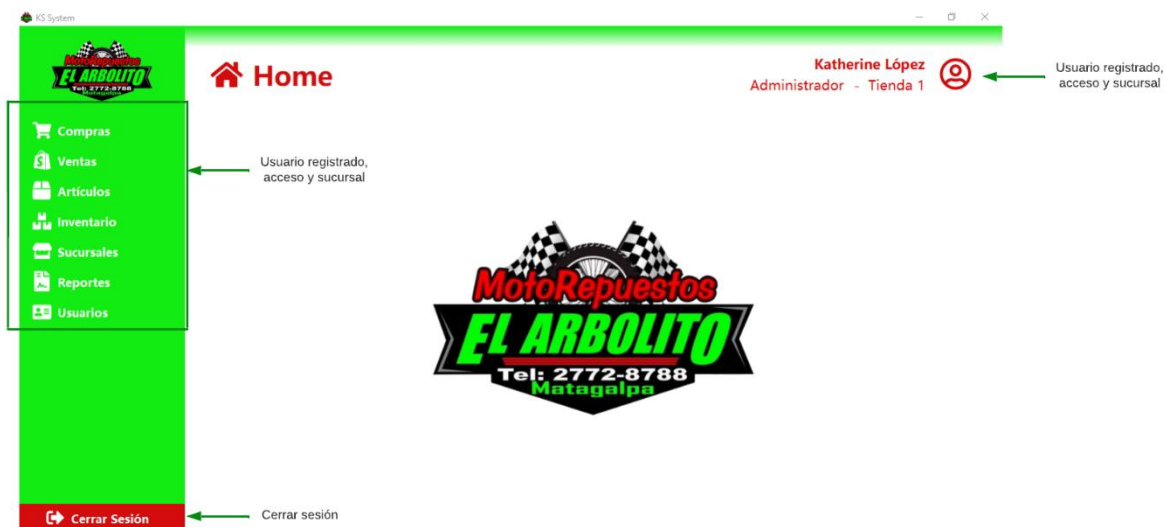 KS System
MotoRepuestos
EL ARBOLITO
Tel: 2772-8788
Matagalpa
Home
Katherine López
Administrador - Tienda 1
Usuario registrado,
acceso y sucursal
Compras
Ventas
Artículos
Inventario
Sucursales
Reportes
Usuarios
Usuario registrado,
acceso y sucursal
MotoRepuestos
EL ARBOLITO
Tel: 2772-8788
Matagalpa
Cerrar Sesión
Cerrar sesión